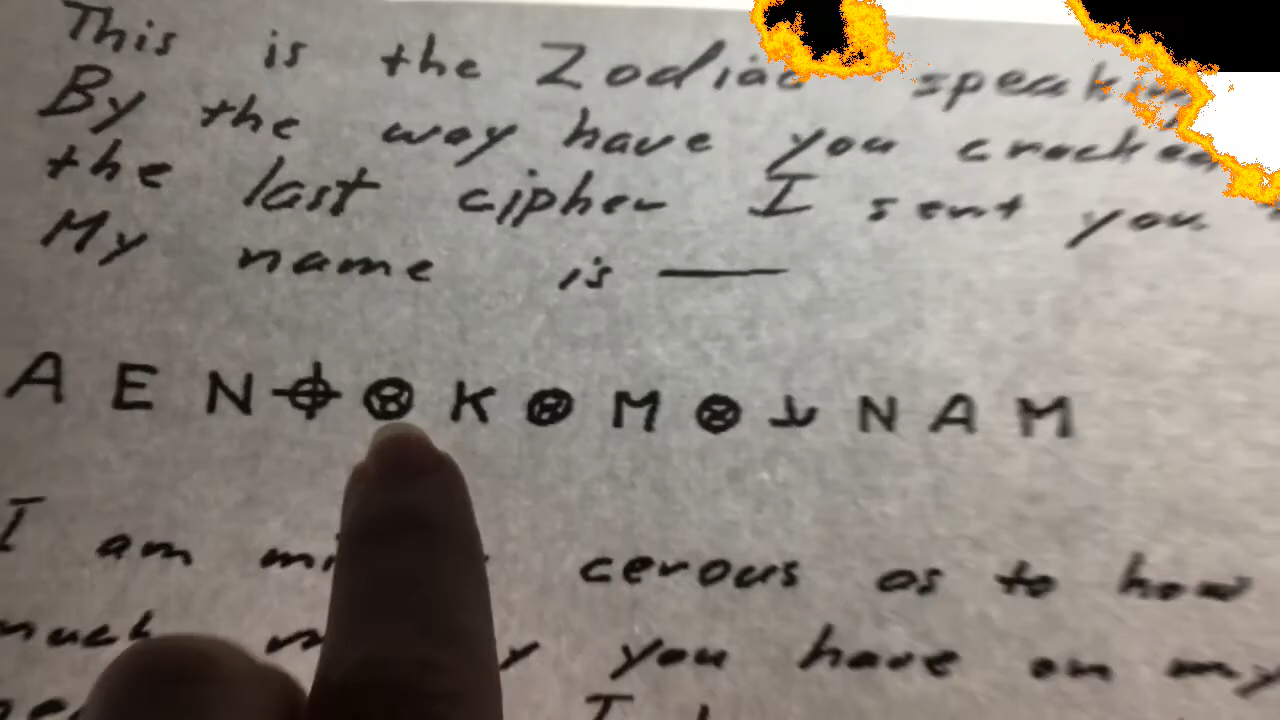 This is the Zodiac speaking
By the way have you cracked
the last cipher I sent you
My name is —
A E N ⌖ ⊗ K ⊗ M ⊗ ⫝ N A M
I am cerous as to how
much you have on my
I